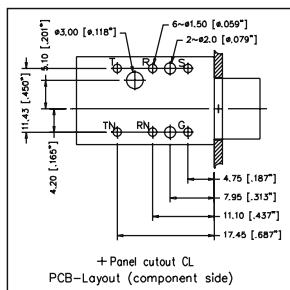 ø3.00 [ø.118"]
6-ø1.50 [ø.059"]
2-ø2.0 [ø.079"]
5.10 [.201"]
11.43 [.450"]
4.20 [.165"]
T R S
TN RN G
4.75 [.187"]
7.95 [.313"]
11.10 [.437"]
17.45 [.687"]
+ Panel cutout CL
PCB-Layout (component side)